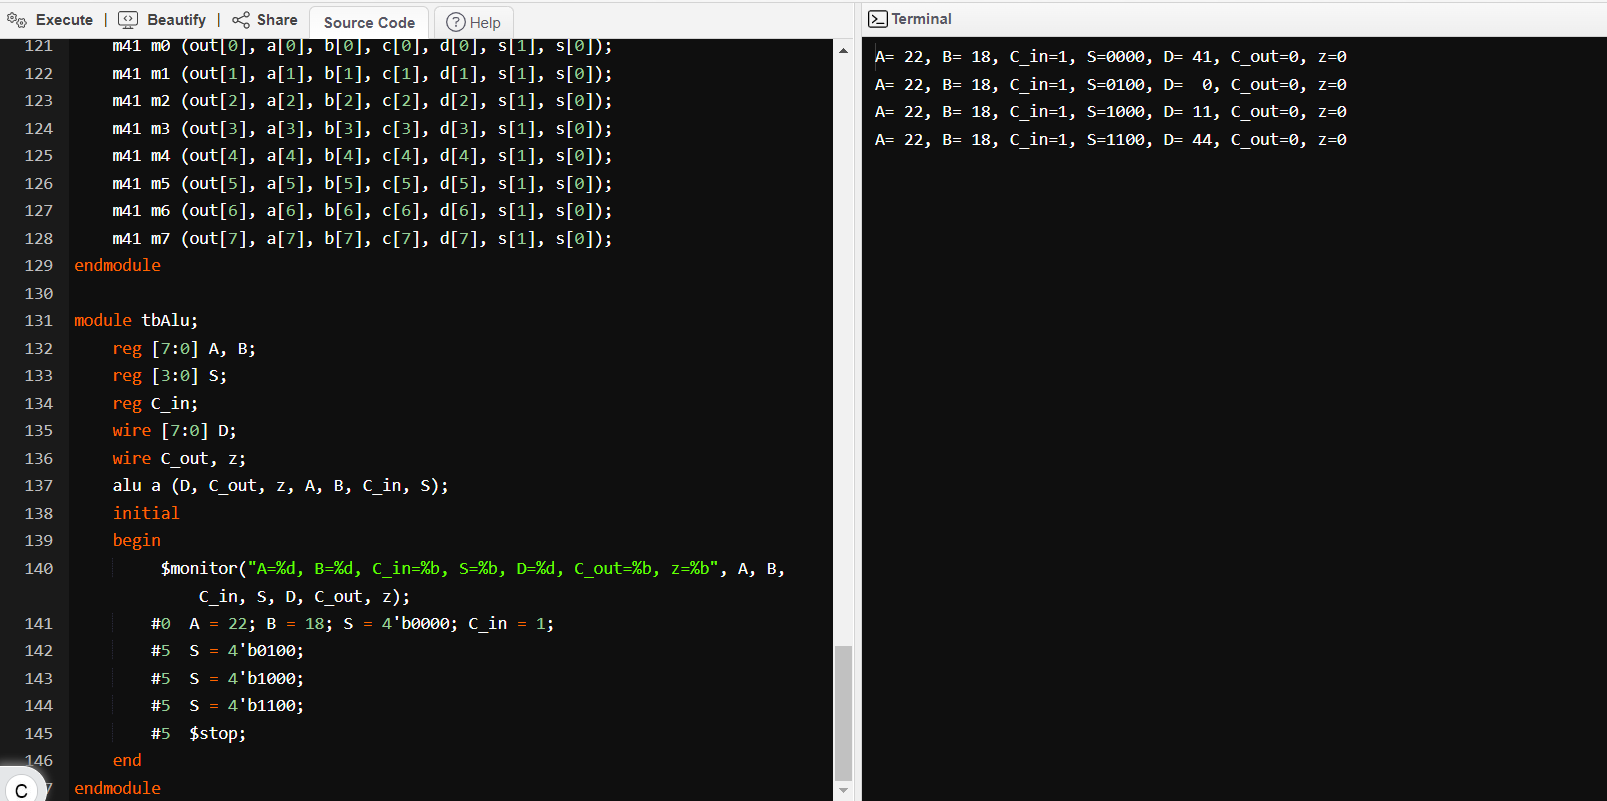 Execute | Beautify | Share Source Code Help
121 m41 m0 (out[0], a[0], b[0], c[0], d[0], s[1], s[0]);
122 m41 m1 (out[1], a[1], b[1], c[1], d[1], s[1], s[0]);
123 m41 m2 (out[2], a[2], b[2], c[2], d[2], s[1], s[0]);
124 m41 m3 (out[3], a[3], b[3], c[3], d[3], s[1], s[0]);
125 m41 m4 (out[4], a[4], b[4], c[4], d[4], s[1], s[0]);
126 m41 m5 (out[5], a[5], b[5], c[5], d[5], s[1], s[0]);
127 m41 m6 (out[6], a[6], b[6], c[6], d[6], s[1], s[0]);
128 m41 m7 (out[7], a[7], b[7], c[7], d[7], s[1], s[0]);
129 endmodule
130
131 module tbAlu;
132 reg [7:0] A, B;
133 reg [3:0] S;
134 reg C_in;
135 wire [7:0] D;
136 wire C_out, z;
137 alu a (D, C_out, z, A, B, C_in, S);
138 initial
139 begin
140 $monitor("A=%d, B=%d, C_in=%b, S=%b, D=%d, C_out=%b, z=%b", A, B,
C_in, S, D, C_out, z);
141 #0 A = 22; B = 18; S = 4'b0000; C_in = 1;
142 #5 S = 4'b0100;
143 #5 S = 4'b1000;
144 #5 S = 4'b1100;
145 #5 $stop;
146 end
7 endmodule
C
Terminal
A= 22, B= 18, C_in=1, S=0000, D= 41, C_out=0, z=0
A= 22, B= 18, C_in=1, S=0100, D=  0, C_out=0, z=0
A= 22, B= 18, C_in=1, S=1000, D= 11, C_out=0, z=0
A= 22, B= 18, C_in=1, S=1100, D= 44, C_out=0, z=0